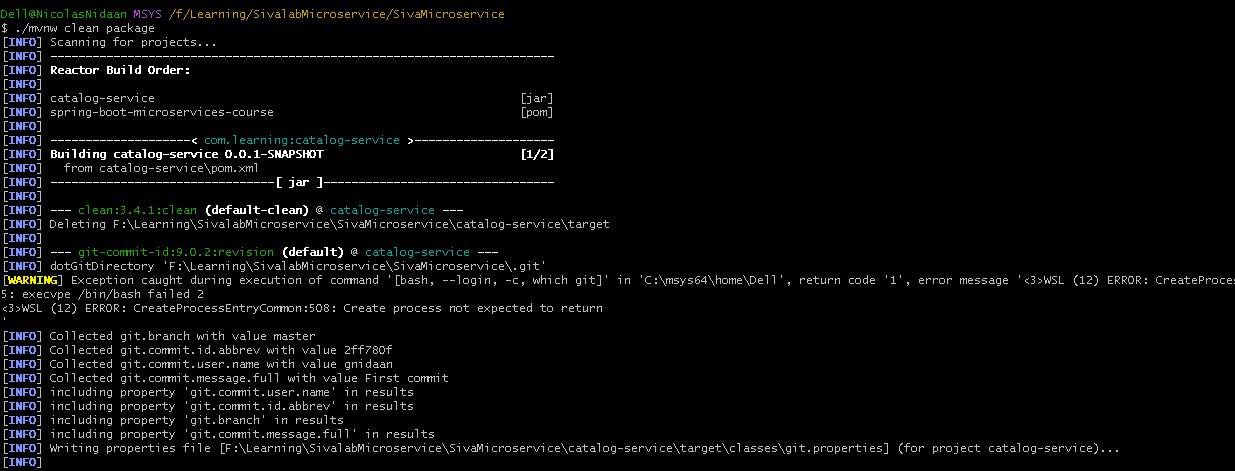 Dell@NicolasNidaan MSYS /f/Learning/SivalabMicroservice/SivaMicroservice
$ ./mvnw clean package
[INFO] Scanning for projects...
[INFO] ------------------------------------------------------------------------
[INFO] Reactor Build Order:
[INFO]
[INFO] catalog-service                                                    [jar]
[INFO] spring-boot-microservices-course                                   [pom]
[INFO]
[INFO] --------------------< com.learning:catalog-service >--------------------
[INFO] Building catalog-service 0.0.1-SNAPSHOT                            [1/2]
[INFO]   from catalog-service\pom.xml
[INFO] --------------------------------[ jar ]---------------------------------
[INFO]
[INFO] --- clean:3.4.1:clean (default-clean) @ catalog-service ---
[INFO] Deleting F:\Learning\SivalabMicroservice\SivaMicroservice\catalog-service\target
[INFO]
[INFO] --- git-commit-id:9.0.2:revision (default) @ catalog-service ---
[INFO] dotGitDirectory 'F:\Learning\SivalabMicroservice\SivaMicroservice\.git'
[WARNING] Exception caught during execution of command '[bash, --login, -c, which git]' in 'C:\msys64\home\Dell', return code '1', error message '<3>WSL (12) ERROR: CreateProces
5: execvpe /bin/bash failed 2
<3>WSL (12) ERROR: CreateProcessEntryCommon:508: Create process not expected to return
'
[INFO] Collected git.branch with value master
[INFO] Collected git.commit.id.abbrev with value 2ff780f
[INFO] Collected git.commit.user.name with value gnidaan
[INFO] Collected git.commit.message.full with value First commit
[INFO] including property 'git.commit.user.name' in results
[INFO] including property 'git.commit.id.abbrev' in results
[INFO] including property 'git.branch' in results
[INFO] including property 'git.commit.message.full' in results
[INFO] Writing properties file [F:\Learning\SivalabMicroservice\SivaMicroservice\catalog-service\target\classes\git.properties] (for project catalog-service)...
[INFO]